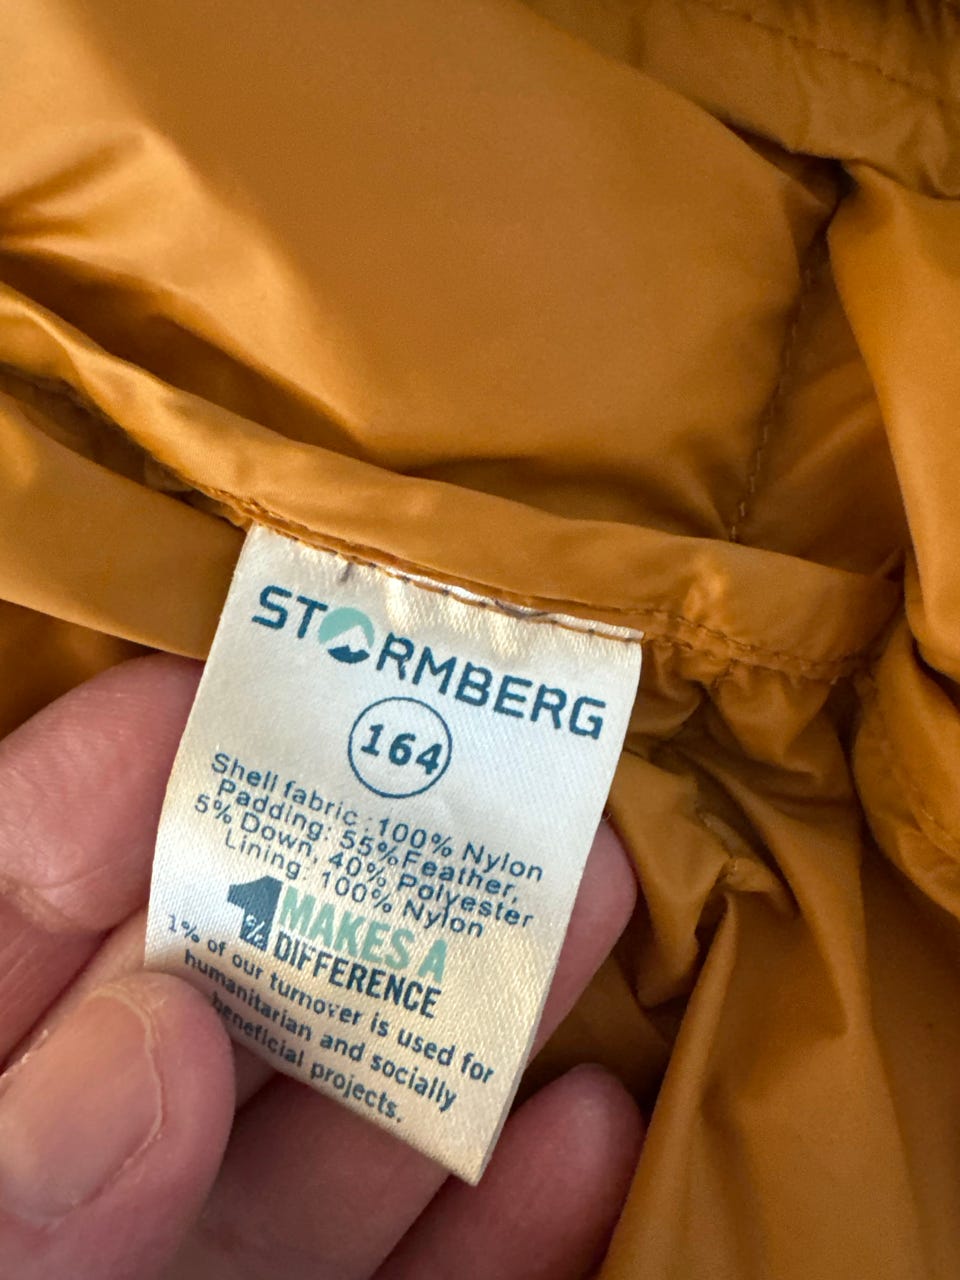 STORMBERG
164
Shell fabric :100% Nylon
Padding: 55%Feather,
5% Down, 40% Polyester
Lining: 100% Nylon
1% MAKES A
DIFFERENCE
1% of our turnover is used for
humanitarian and socially
beneficial projects.